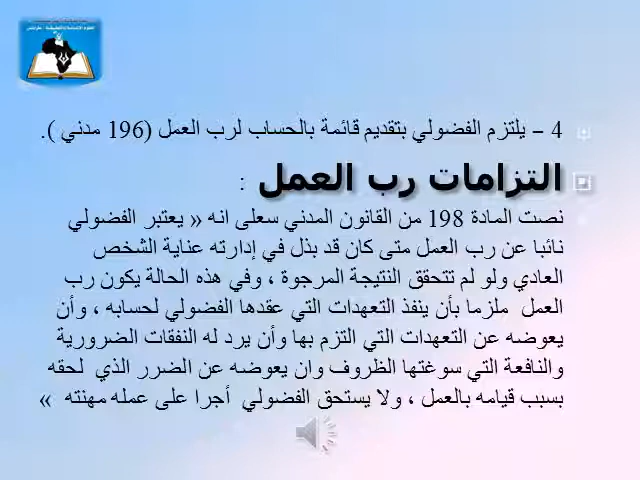 4 – يلتزم الفضولي بتقديم قائمة بالحساب لرب العمل (196 مدني ).
التزامات رب العمل :
نصت المادة 198 من القانون المدني سعلى انه « يعتبر الفضولي
نائبا عن رب العمل متى كان قد بذل في إدارته عناية الشخص
العادي ولو لم تتحقق النتيجة المرجوة ، وفي هذه الحالة يكون رب
العمل ملزما بأن ينفذ التعهدات التي عقدها الفضولي لحسابه ، وأن
يعوضه عن التعهدات التي التزم بها وأن يرد له النفقات الضرورية
والنافعة التي سوغتها الظروف وان يعوضه عن الضرر الذي لحقه
بسبب قيامه بالعمل ، ولا يستحق الفضولي أجرا على عمله مهنته »